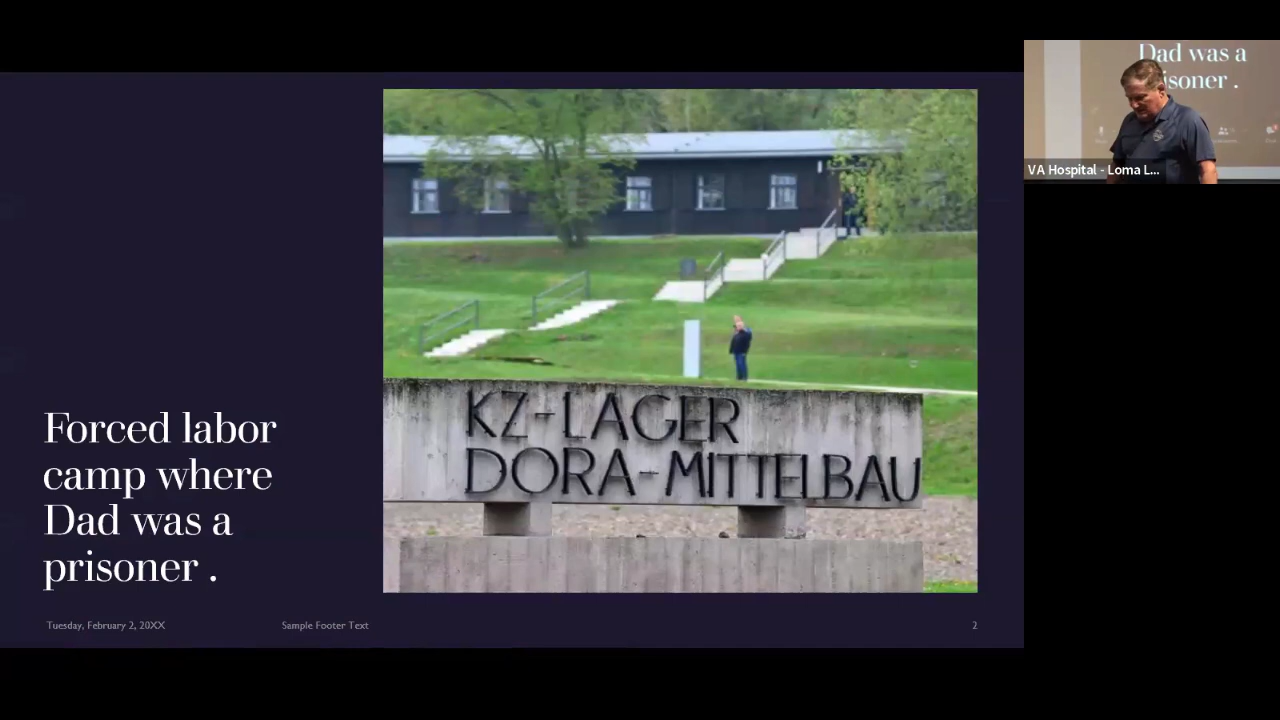 Forced labor
camp where
Dad was a
prisoner .
KZ-LAGER
DORA-MITTELBAU
Tuesday, February 2, 20XX
Sample Footer Text
2
Dad was a
isoner .
VA Hospital - Loma L...